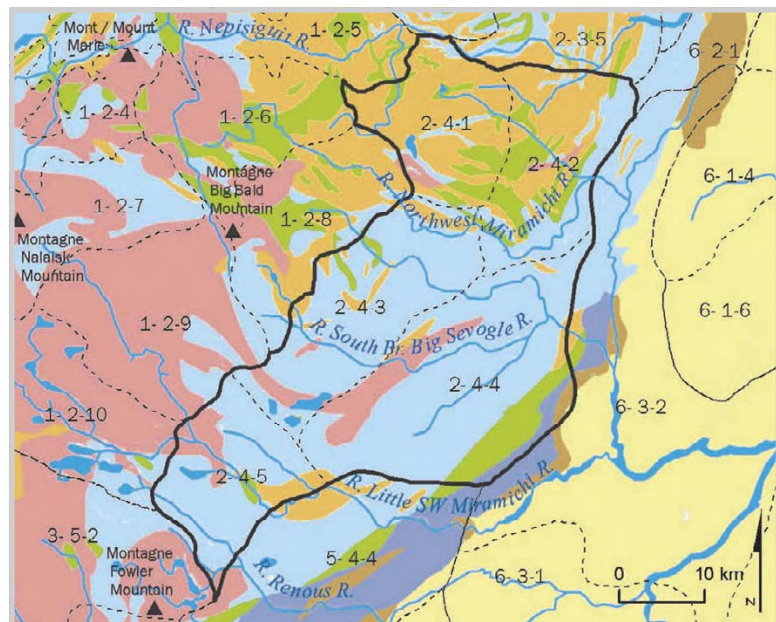 Mont / Mount
Marie
R. Nepisiguit R.
1- 2-5
2- 3-5
6- 2-1
1- 2-4
1- 2-6
2- 4-1
2- 4-2
6- 1-4
Montagne
Big Bald
Mountain
R. Northwest Miramichi R.
1- 2-7
1- 2-8
Montagne
Nalaisk
Mountain
2- 4-3
6- 1-6
1- 2-9
R. South Br. Big Sevogle R.
2- 4-4
6- 3-2
1- 2-10
2- 4-5
R. Little SW Miramichi R.
3- 5-2
Montagne
Fowler
Mountain
R. Renous R.
5- 4-4
6- 3-1
0 10 km
N